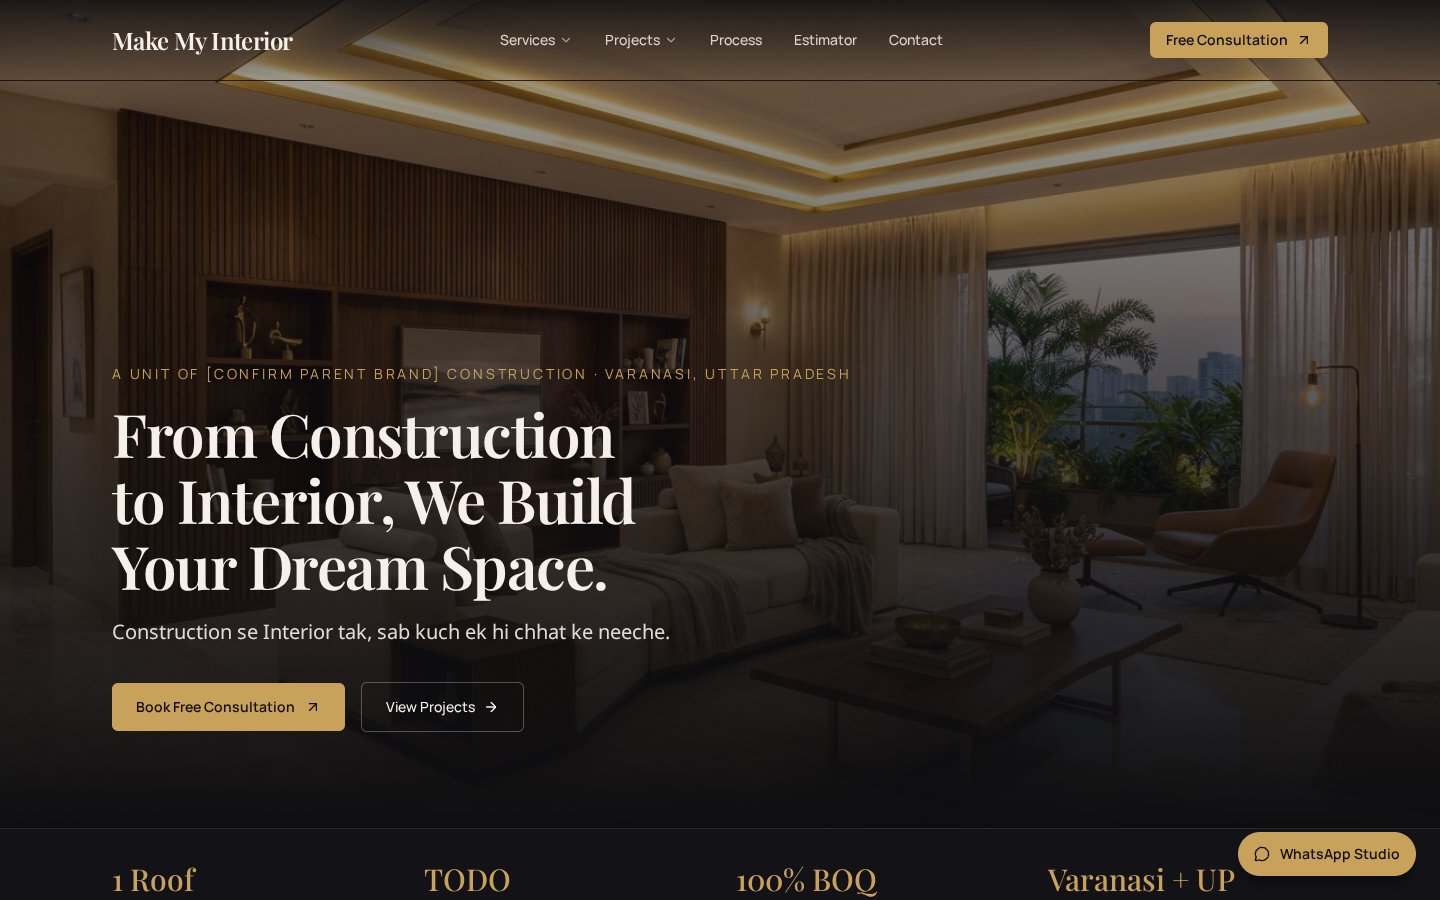 Make My Interior
Services
Projects
Process
Estimator
Contact
Free Consultation
A UNIT OF [CONFIRM PARENT BRAND] CONSTRUCTION · VARANASI, UTTAR PRADESH
From Construction
to Interior, We Build
Your Dream Space.
Construction se Interior tak, sab kuch ek hi chhat ke neeche.
Book Free Consultation
View Projects
WhatsApp Studio
1 Roof
TODO
100% BOQ
Varanasi + UP